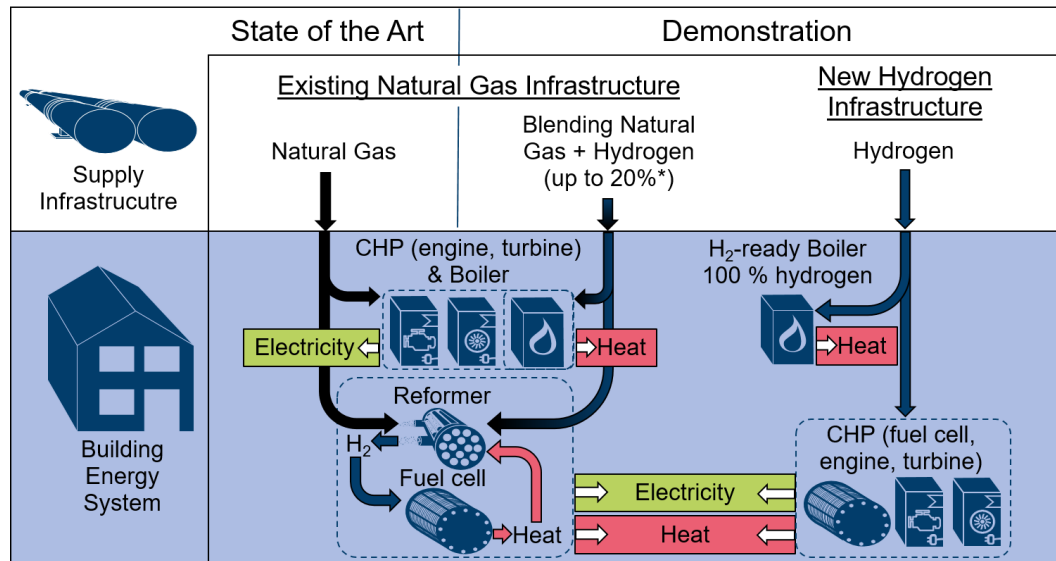 State of the Art
Demonstration
Existing Natural Gas Infrastructure
New Hydrogen
Infrastructure
Supply
Infrastrucutre
Natural Gas
Blending Natural
Gas + Hydrogen
(up to 20%*)
Hydrogen
Building
Energy
System
CHP (engine, turbine)
& Boiler
H₂-ready Boiler
100 % hydrogen
Electricity
Heat
Heat
Reformer
H₂
Fuel cell
Heat
CHP (fuel cell,
engine, turbine)
Electricity
Heat